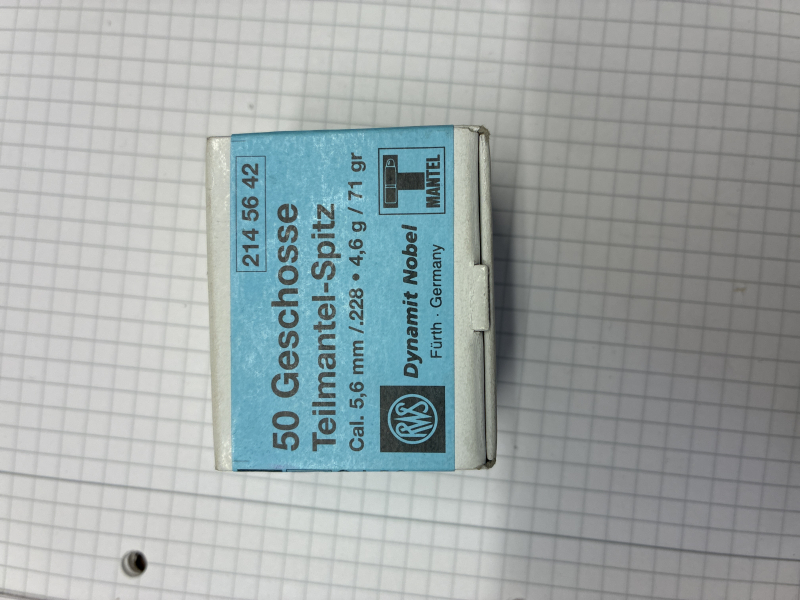 214 56 42
50 Geschosse
Teilmantel-Spitz
Cal. 5,6 mm /.228 • 4,6 g / 71 gr
RWS
Dynamit Nobel
Fürth · Germany
T
MANTEL